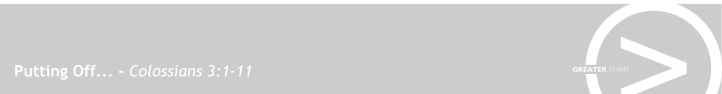 Putting Off... - Colossians 3:1-11
GREATER THAN